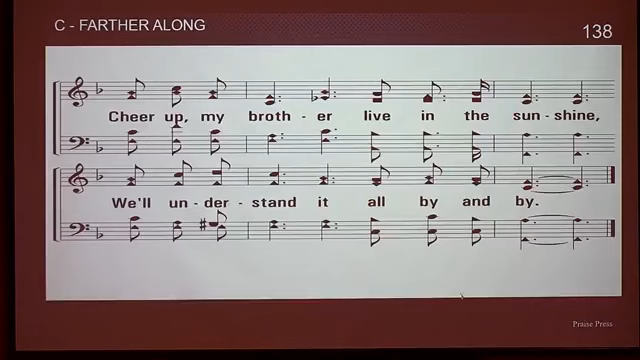 C - FARTHER ALONG
138
Cheer up, my broth - er live in the sun - shine,
We'll un - der - stand it all by and by.
Praise Press